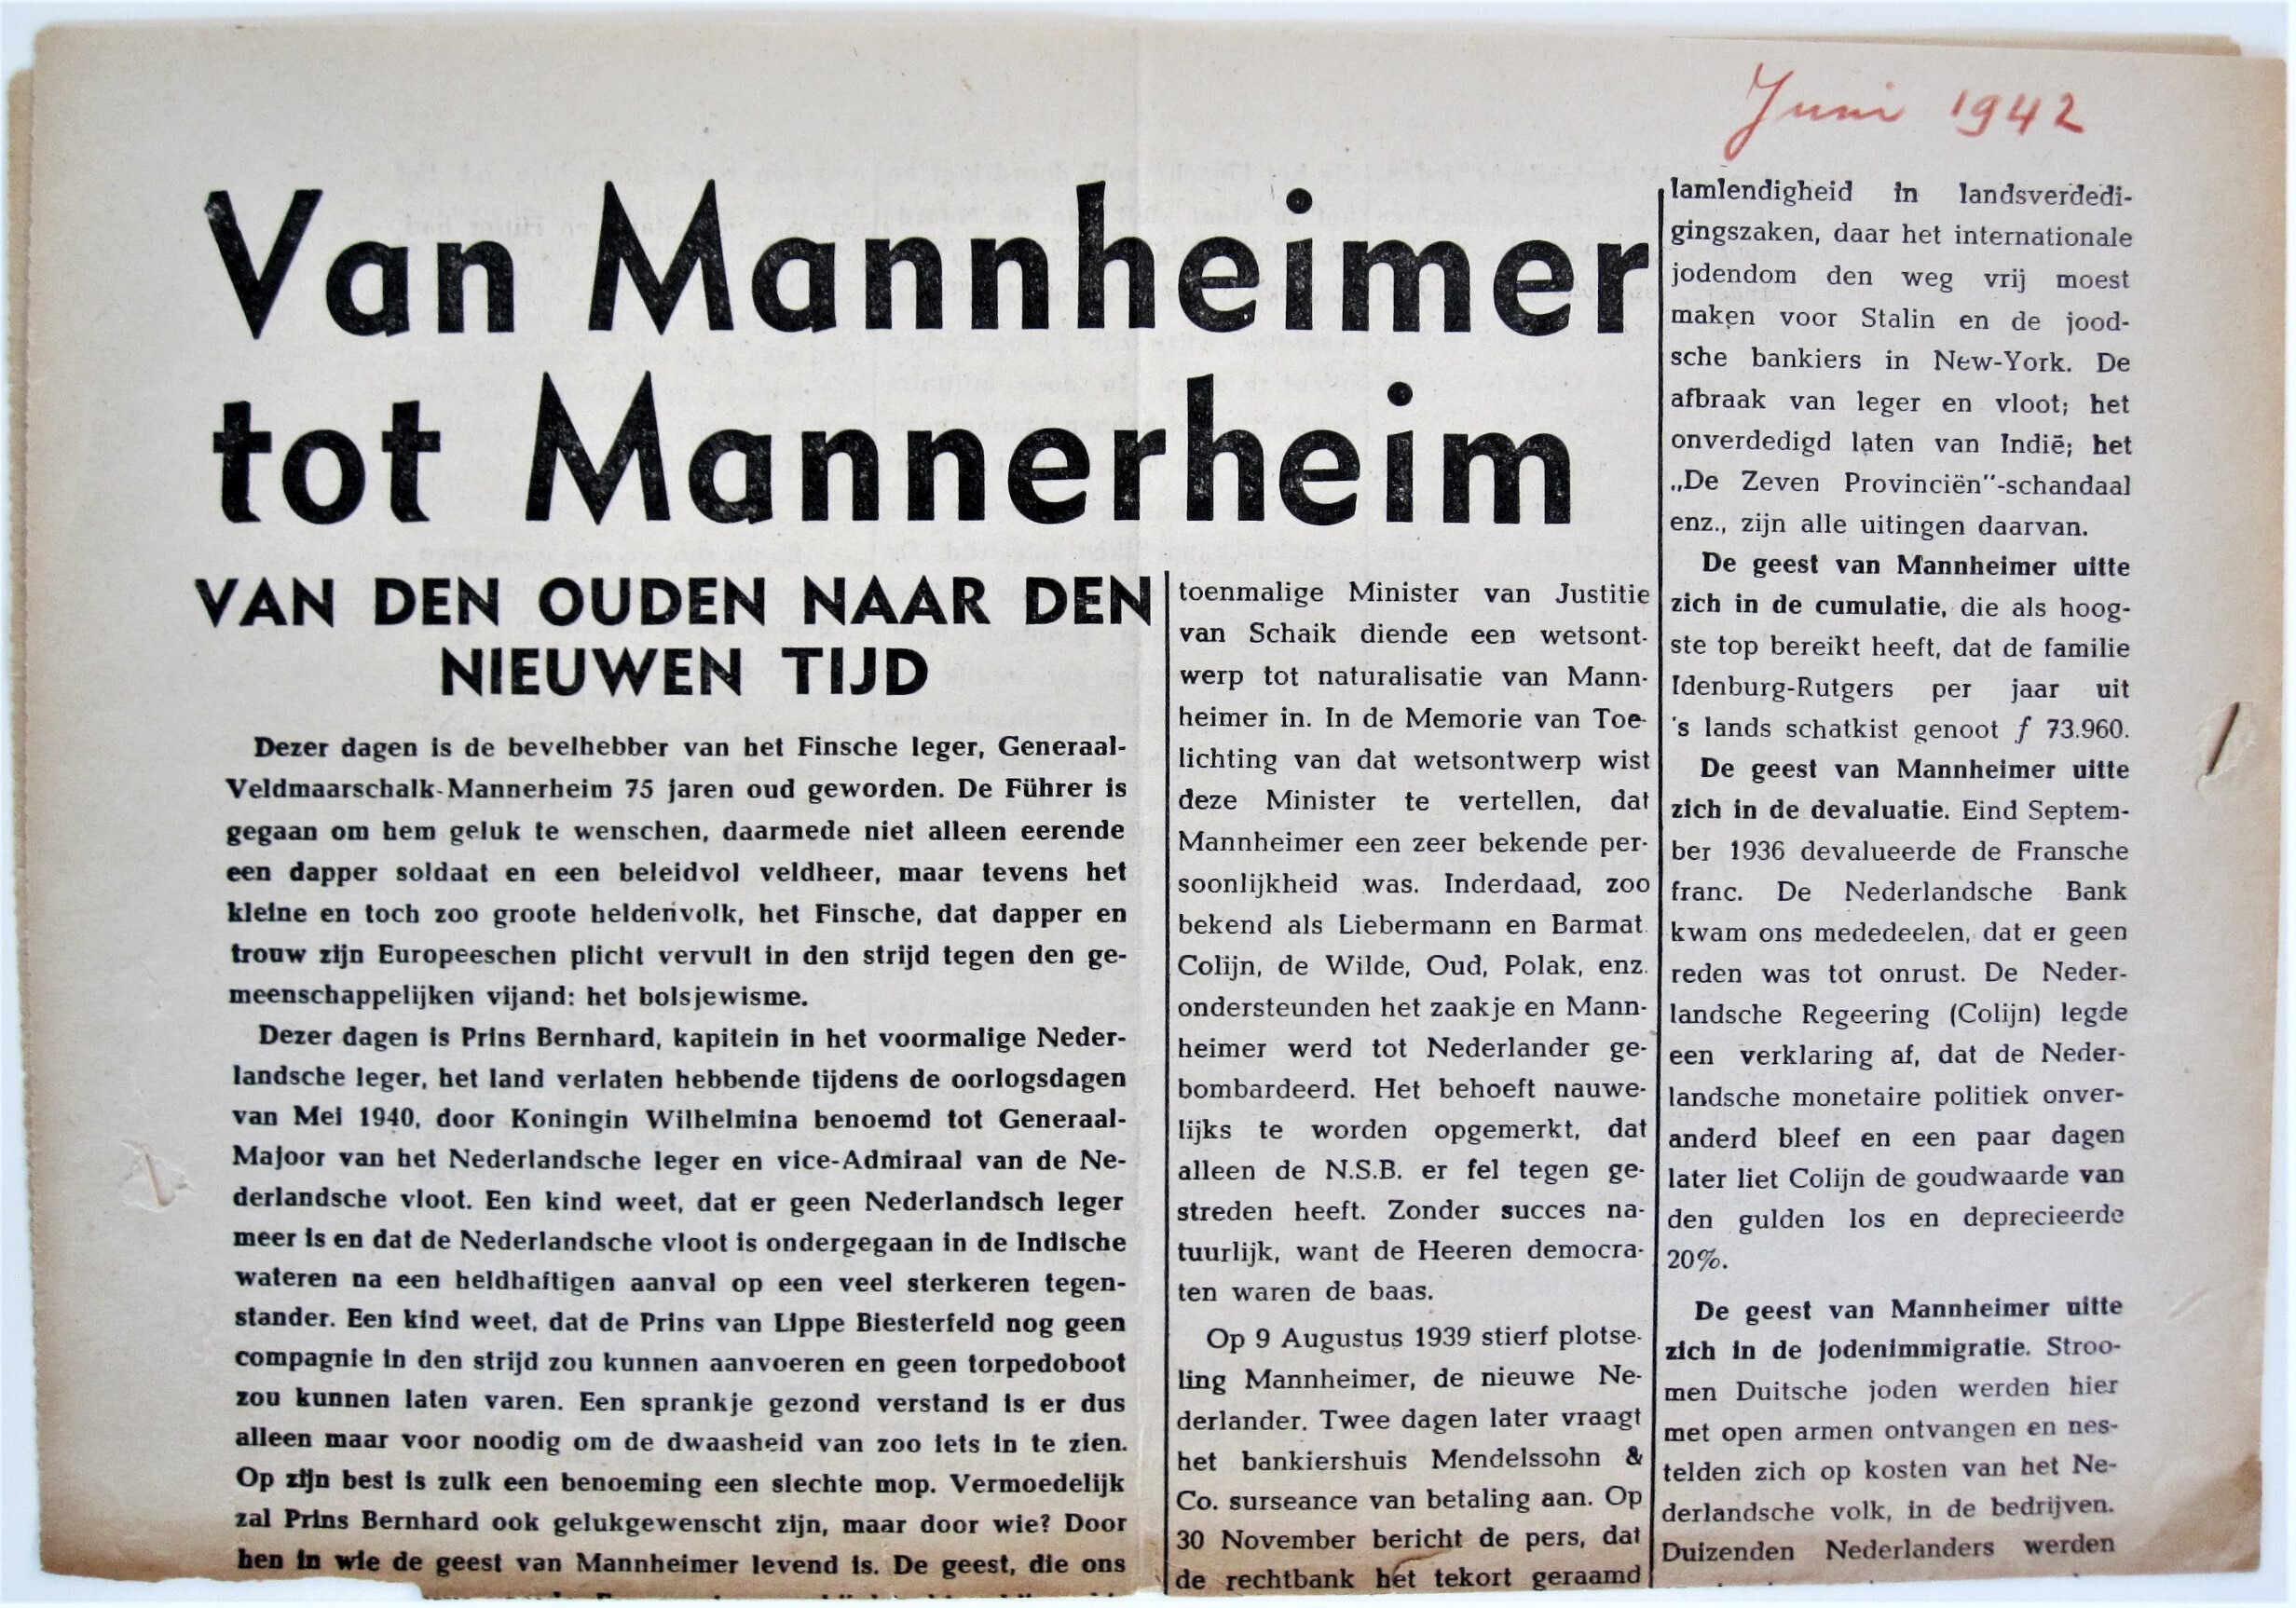 Juni 1942
Van Mannheimer
tot Mannerheim
VAN DEN OUDEN NAAR DEN
NIEUWEN TIJD
Dezer dagen is de bevelhebber van het Finsche leger, Generaal-
Veldmaarschalk-Mannerheim 75 jaren oud geworden. De Führer is
gegaan om hem geluk te wenschen, daarmede niet alleen eerende
een dapper soldaat en een beleidvol veldheer, maar tevens het
kleine en toch zoo groote heldenvolk, het Finsche, dat dapper en
trouw zijn Europeeschen plicht vervult in den strijd tegen den ge-
meenschappelijken vijand: het bolsjewisme.
Dezer dagen is Prins Bernhard, kapitein in het voormalige Neder-
landsche leger, het land verlaten hebbende tijdens de oorlogsdagen
van Mei 1940, door Koningin Wilhelmina benoemd tot Generaal-
Majoor van het Nederlandsche leger en vice-Admiraal van de Ne-
derlandsche vloot. Een kind weet, dat er geen Nederlandsch leger
meer is en dat de Nederlandsche vloot is ondergegaan in de Indische
wateren na een heldhaftigen aanval op een veel sterkeren tegen-
stander. Een kind weet, dat de Prins van Lippe Biesterfeld nog geen
compagnie in den strijd zou kunnen aanvoeren en geen torpedoboot
zou kunnen laten varen. Een sprankje gezond verstand is er dus
alleen maar voor noodig om de dwaasheid van zoo iets in te zien.
Op zijn best is zulk een benoeming een slechte mop. Vermoedelijk
zal Prins Bernhard ook gelukgewenscht zijn, maar door wie? Door
hen in wie de geest van Mannheimer levend is. De geest, die ons
toenmalige Minister van Justitie
van Schaik diende een wetsont-
werp tot naturalisatie van Mann-
heimer in. In de Memorie van Toe-
lichting van dat wetsontwerp wist
deze Minister te vertellen, dat
Mannheimer een zeer bekende per-
soonlijkheid was. Inderdaad, zoo
bekend als Liebermann en Barmat.
Colijn, de Wilde, Oud, Polak, enz.
ondersteunden het zaakje en Mann-
heimer werd tot Nederlander ge-
bombardeerd. Het behoeft nauwe-
lijks te worden opgemerkt, dat
alleen de N.S.B. er fel tegen ge-
streden heeft. Zonder succes na-
tuurlijk, want de Heeren democra-
ten waren de baas.
Op 9 Augustus 1939 stierf plotse-
ling Mannheimer, de nieuwe Ne-
derlander. Twee dagen later vraagt
het bankiershuis Mendelssohn &
Co. surseance van betaling aan. Op
30 November bericht de pers, dat
de rechtbank het tekort geraamd
lamlendigheid in landsverdedi-
gingszaken, daar het internationale
jodendom den weg vrij moest
maken voor Stalin en de jood-
sche bankiers in New-York. De
afbraak van leger en vloot; het
onverdedigd laten van Indië; het
„De Zeven Provinciën"-schandaal
enz., zijn alle uitingen daarvan.
De geest van Mannheimer uitte
zich in de cumulatie, die als hoog-
ste top bereikt heeft, dat de familie
Idenburg-Rutgers per jaar uit
's lands schatkist genoot ƒ 73.960.
De geest van Mannheimer uitte
zich in de devaluatie. Eind Septem-
ber 1936 devalueerde de Fransche
franc. De Nederlandsche Bank
kwam ons mededeelen, dat er geen
reden was tot onrust. De Neder-
landsche Regeering (Colijn) legde
een verklaring af, dat de Neder-
landsche monetaire politiek onver-
anderd bleef en een paar dagen
later liet Colijn de goudwaarde van
den gulden los en deprecieerde
20%.
De geest van Mannheimer uitte
zich in de jodenimmigratie. Stroo-
men Duitsche joden werden hier
met open armen ontvangen en nes-
telden zich op kosten van het Ne-
derlandsche volk, in de bedrijven.
Duizenden Nederlanders werden